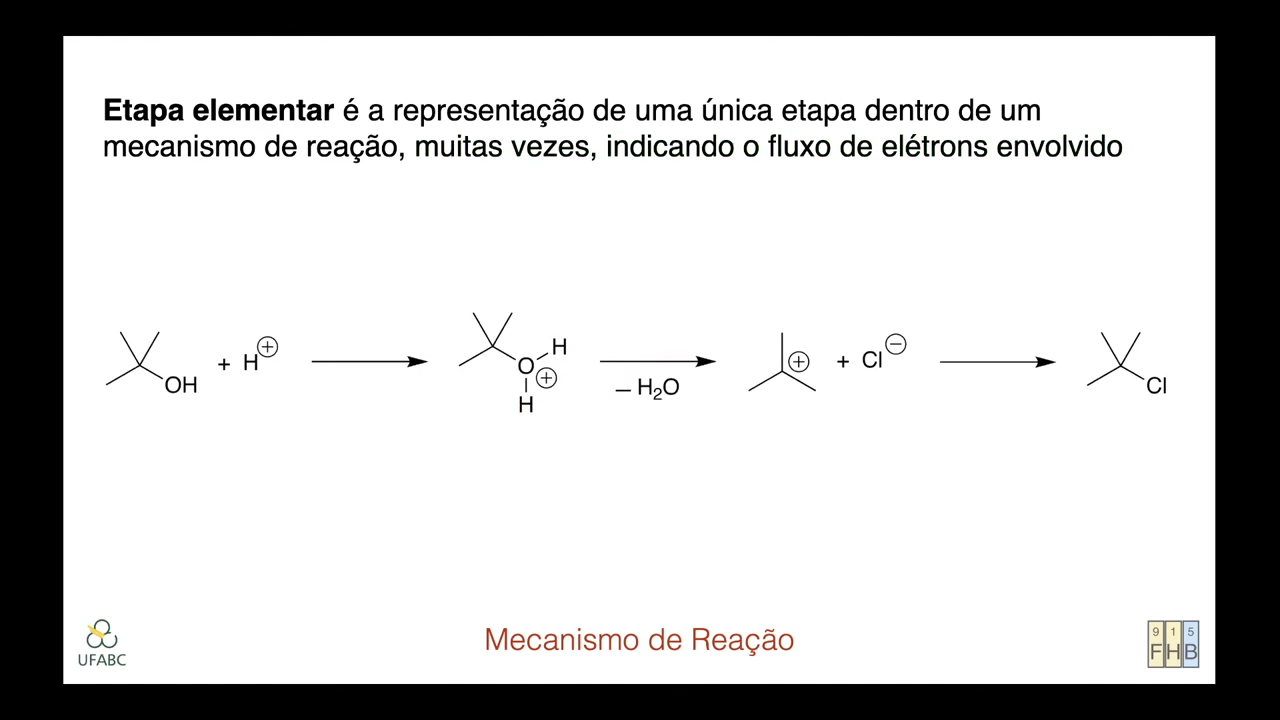 Etapa elementar é a representação de uma única etapa dentro de um
mecanismo de reação, muitas vezes, indicando o fluxo de elétrons envolvido
OH + H⊕
O H ⊕ H
– H₂O
⊕ + Cl⊖
Cl
UFABC
Mecanismo de Reação
9 1 5
F H B